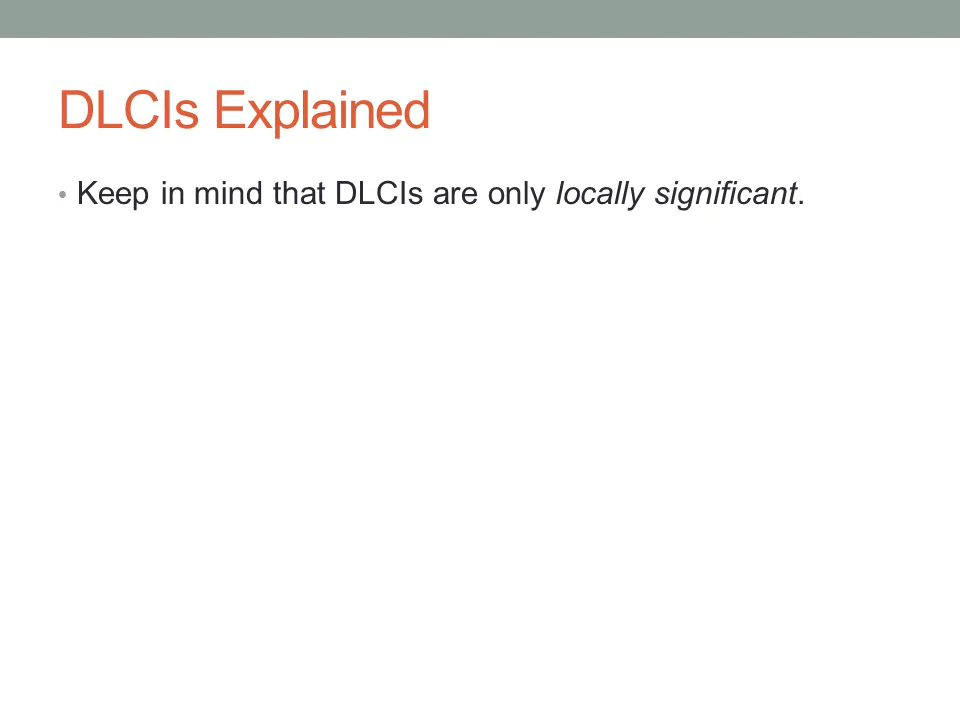 DLCIs Explained
• Keep in mind that DLCIs are only locally significant.